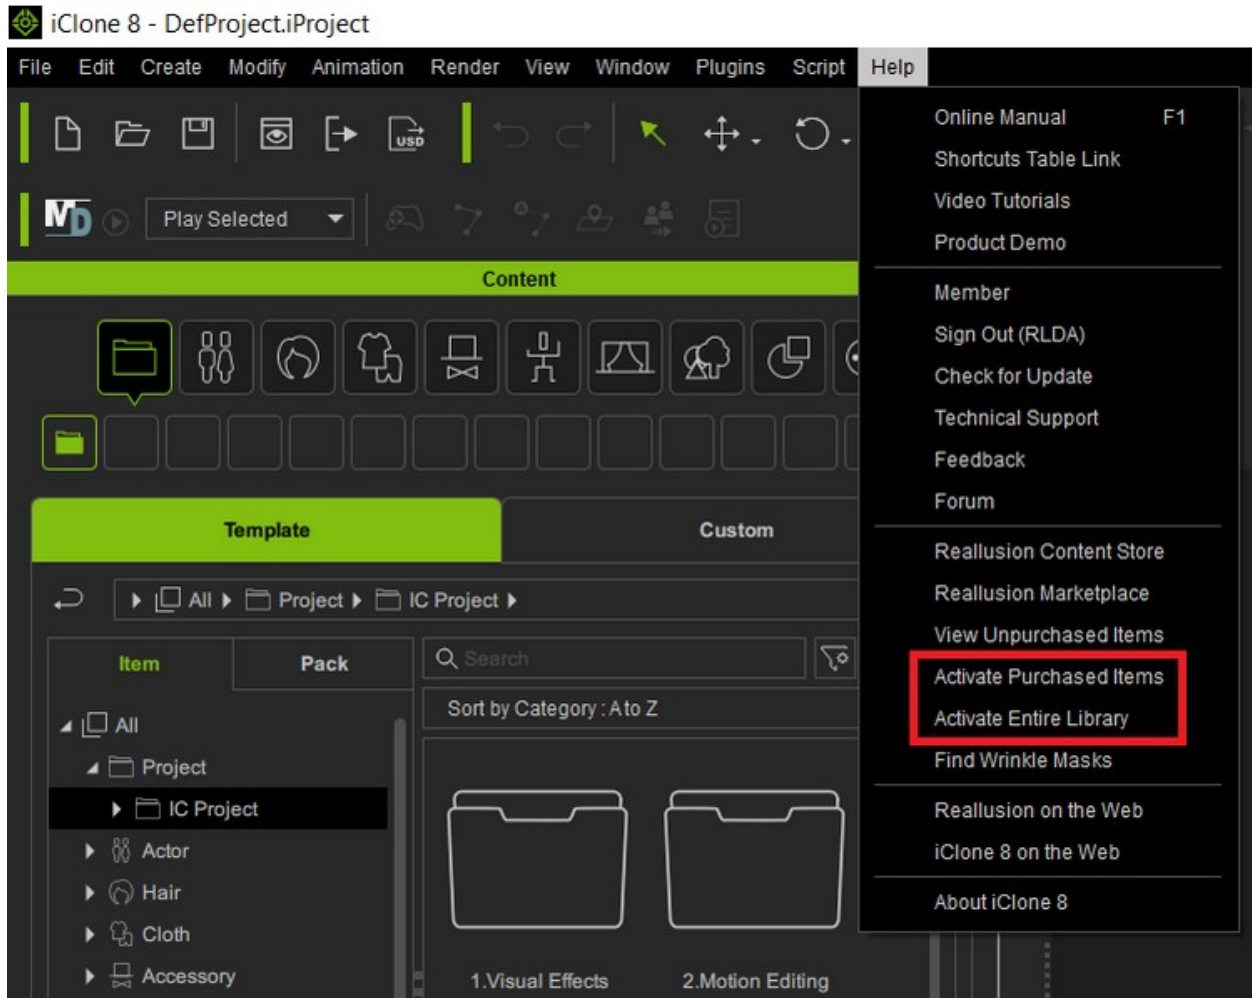 iClone 8 - DefProject.iProject
File Edit Create Modify Animation Render View Window Plugins Script Help
USD
MD Play Selected
Content
Template Custom
All Project IC Project
Item Pack
Search
Sort by Category : A to Z
All
Project
IC Project
Actor
Hair
Cloth
Accessory
1.Visual Effects 2.Motion Editing
Online Manual F1
Shortcuts Table Link
Video Tutorials
Product Demo
Member
Sign Out (RLDA)
Check for Update
Technical Support
Feedback
Forum
Reallusion Content Store
Reallusion Marketplace
View Unpurchased Items
Activate Purchased Items
Activate Entire Library
Find Wrinkle Masks
Reallusion on the Web
iClone 8 on the Web
About iClone 8